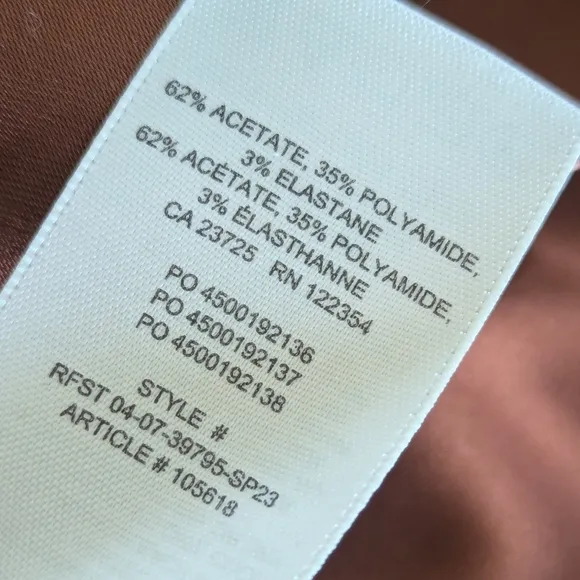 62% ACETATE, 35% POLYAMIDE,
3% ELASTANE
62% ACÉTATE, 35% POLYAMIDE,
3% ÉLASTHANNE
CA 23725 RN 122354
PO 4500192136
PO 4500192137
PO 4500192138
STYLE #
RFST 04-07-39795-SP23
ARTICLE # 105618